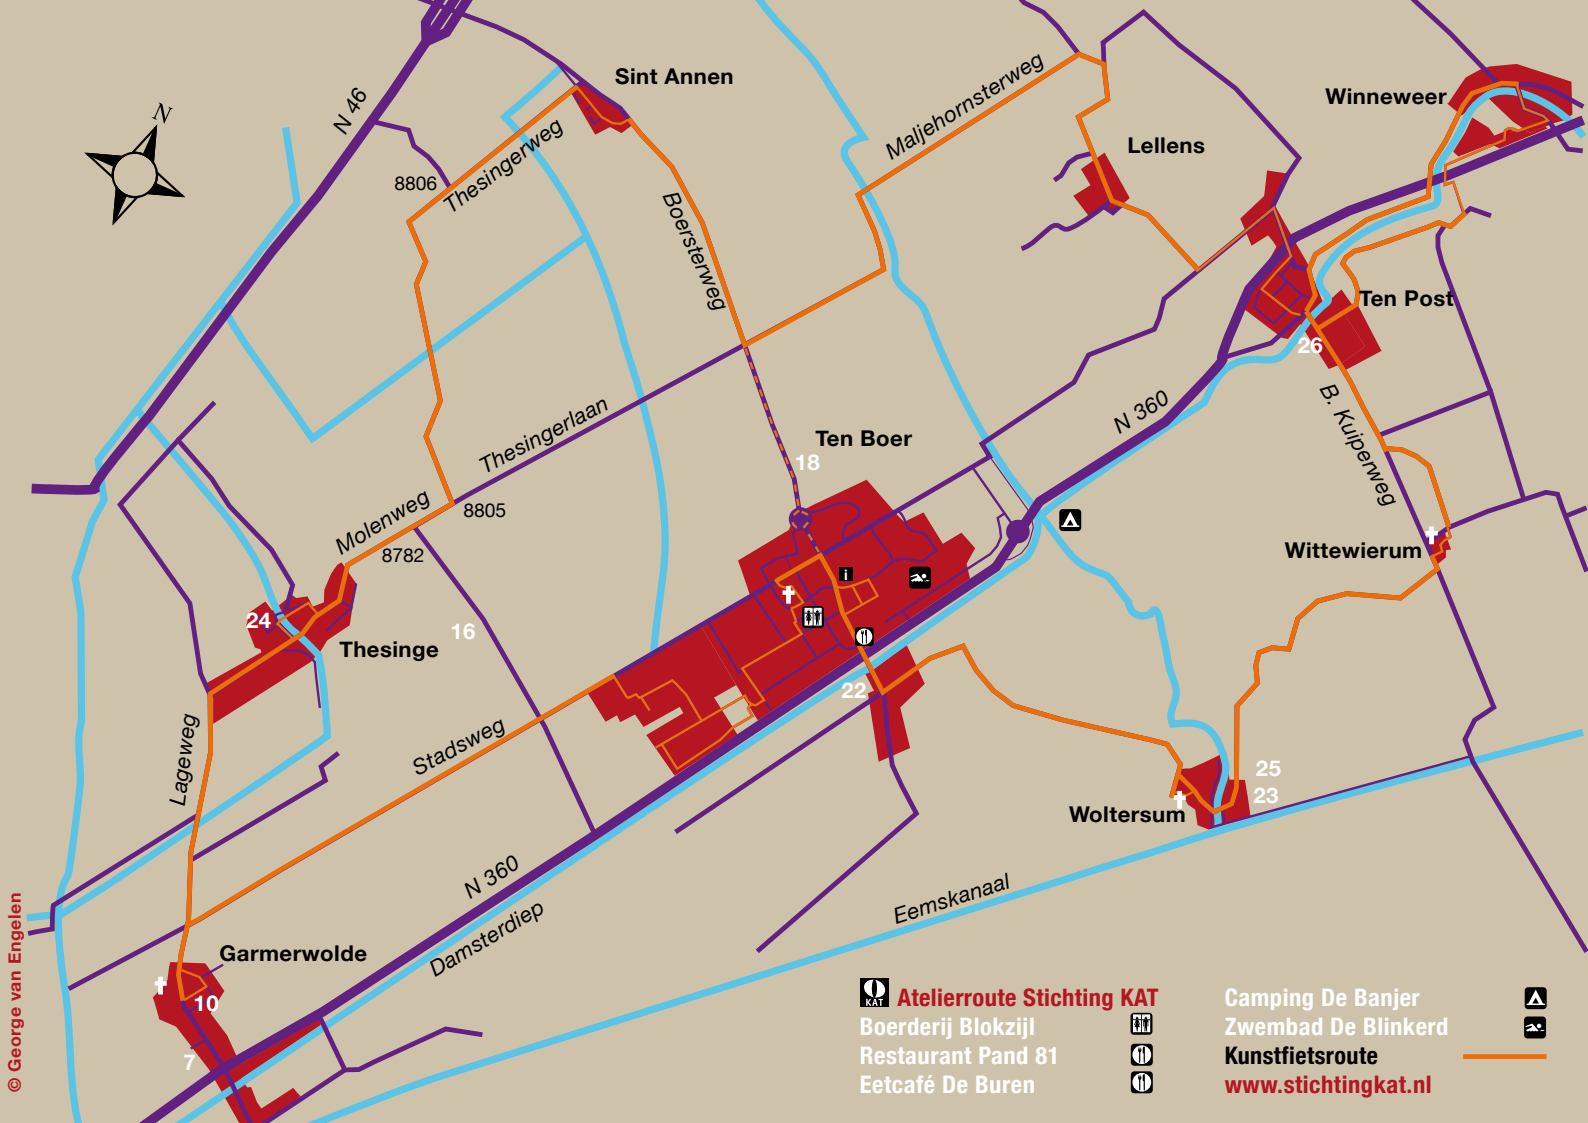 N
N 46
Sint Annen
Thesingerweg
8806
Boersterweg
Maljehornsterweg
Lellens
Winneweer
Ten Post
26
B. Kuiperweg
N 360
Thesingerlaan
Ten Boer
18
Molenweg
8805
8782
i
Wittewierum
24
Thesinge
16
22
Lageweg
Stadsweg
25
23
Woltersum
N 360
Damsterdiep
Eemskanaal
Garmerwolde
10
7
© George van Engelen
KAT
Atelierroute Stichting KAT
Boerderij Blokzijl
Restaurant Pand 81
Eetcafé De Buren
Camping De Banjer
Zwembad De Blinkerd
Kunstfietsroute
www.stichtingkat.nl